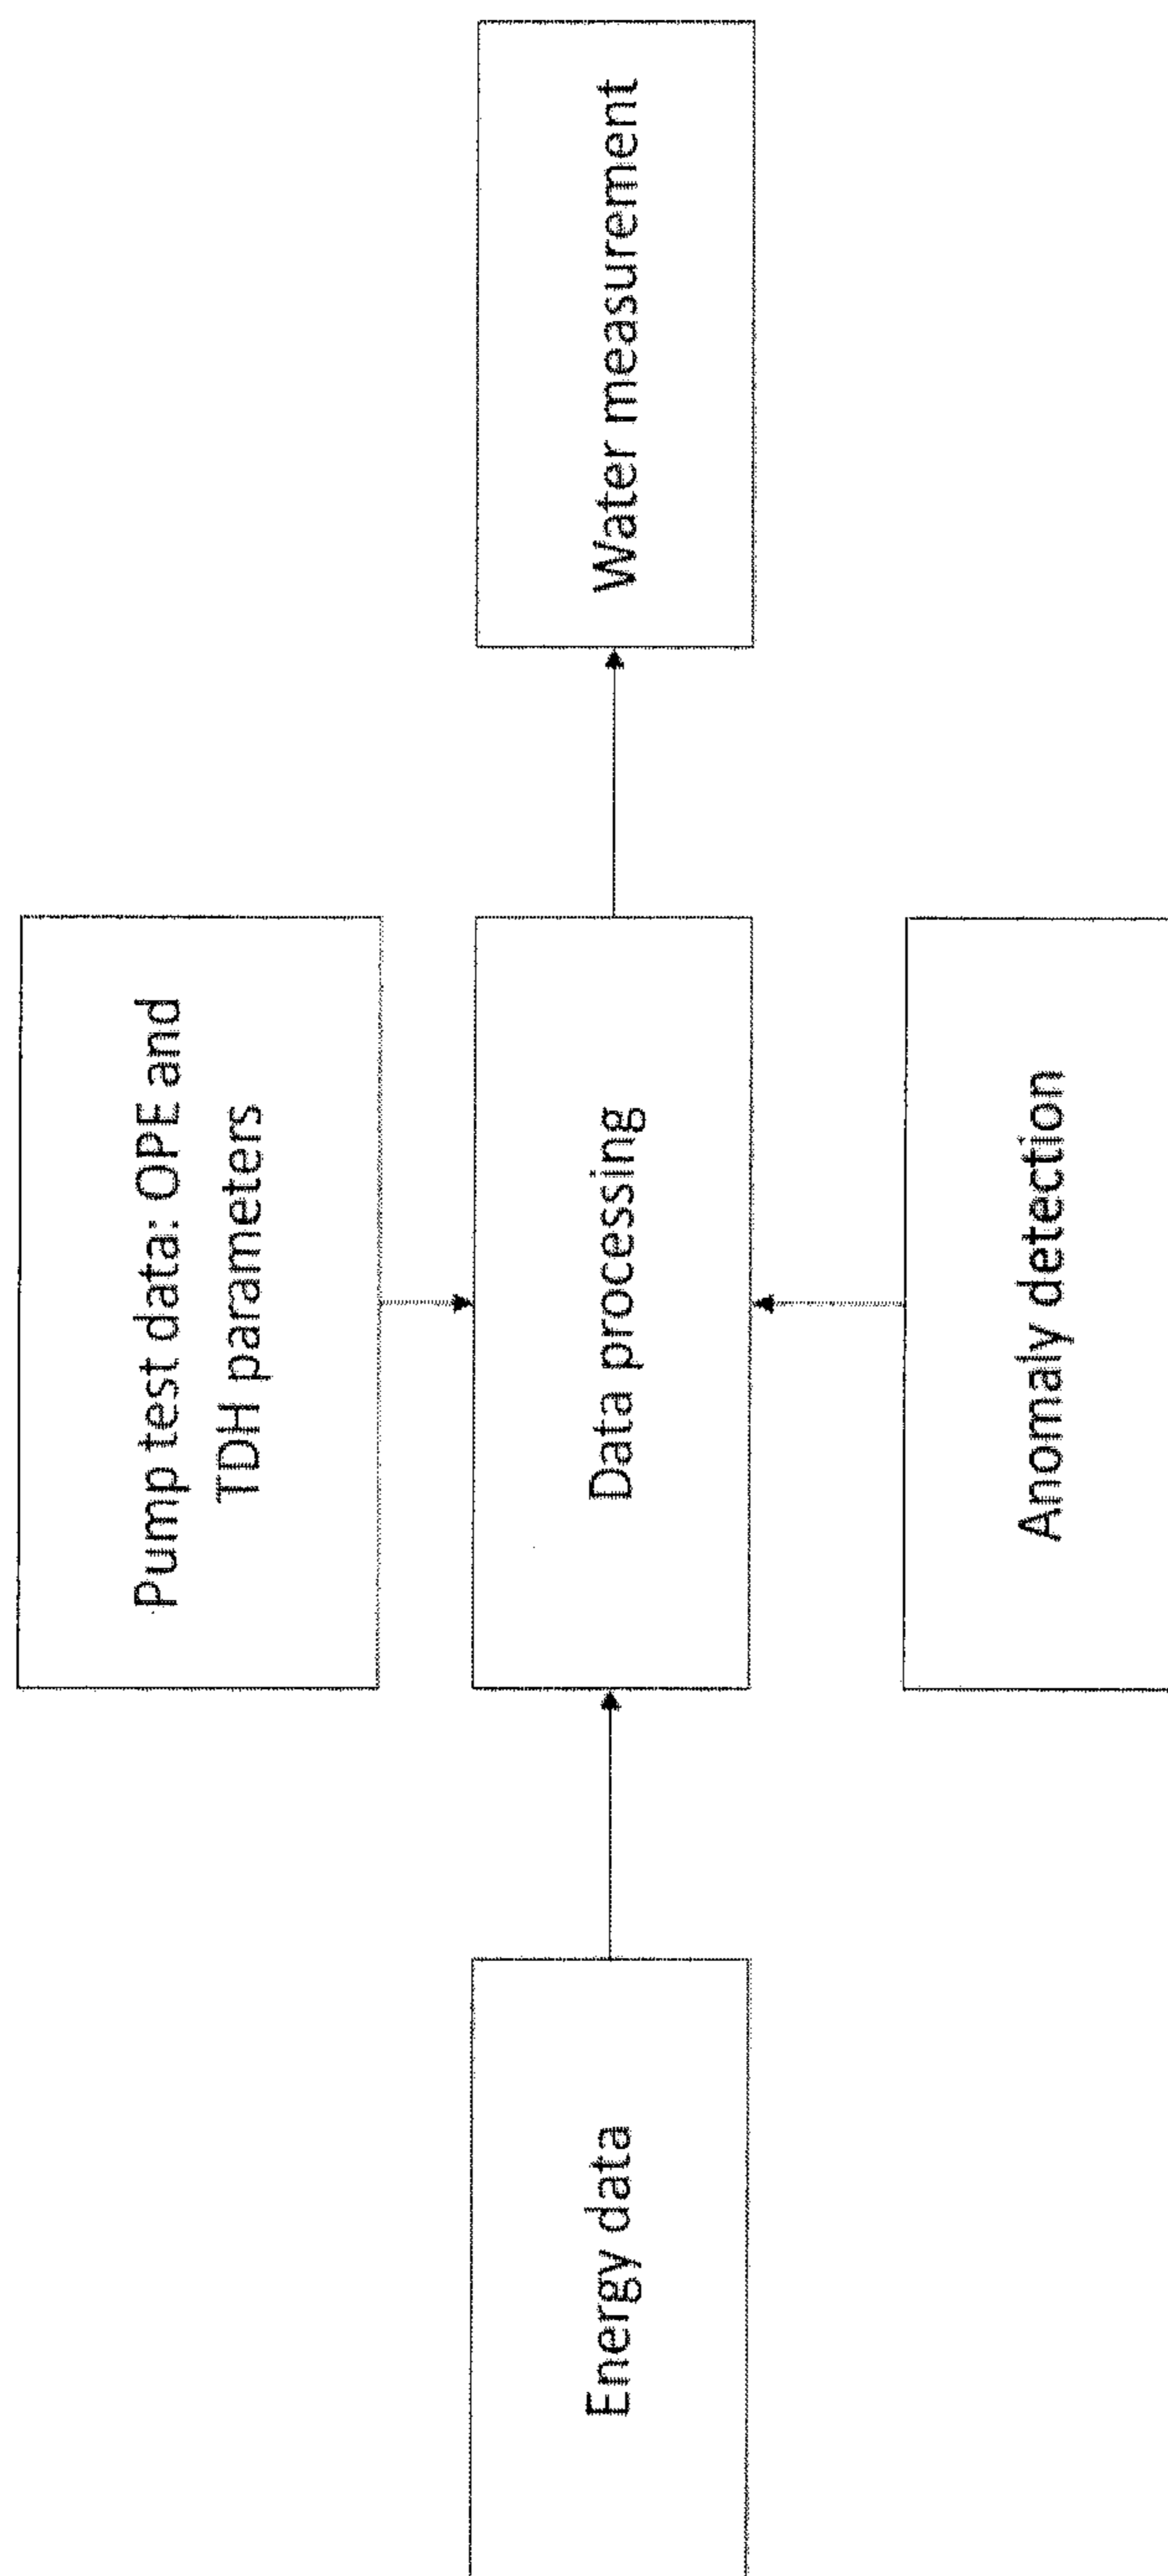 Pump test data: OPE and
TDH parameters
Energy data
Data processing
Water measurement
Anomaly detection